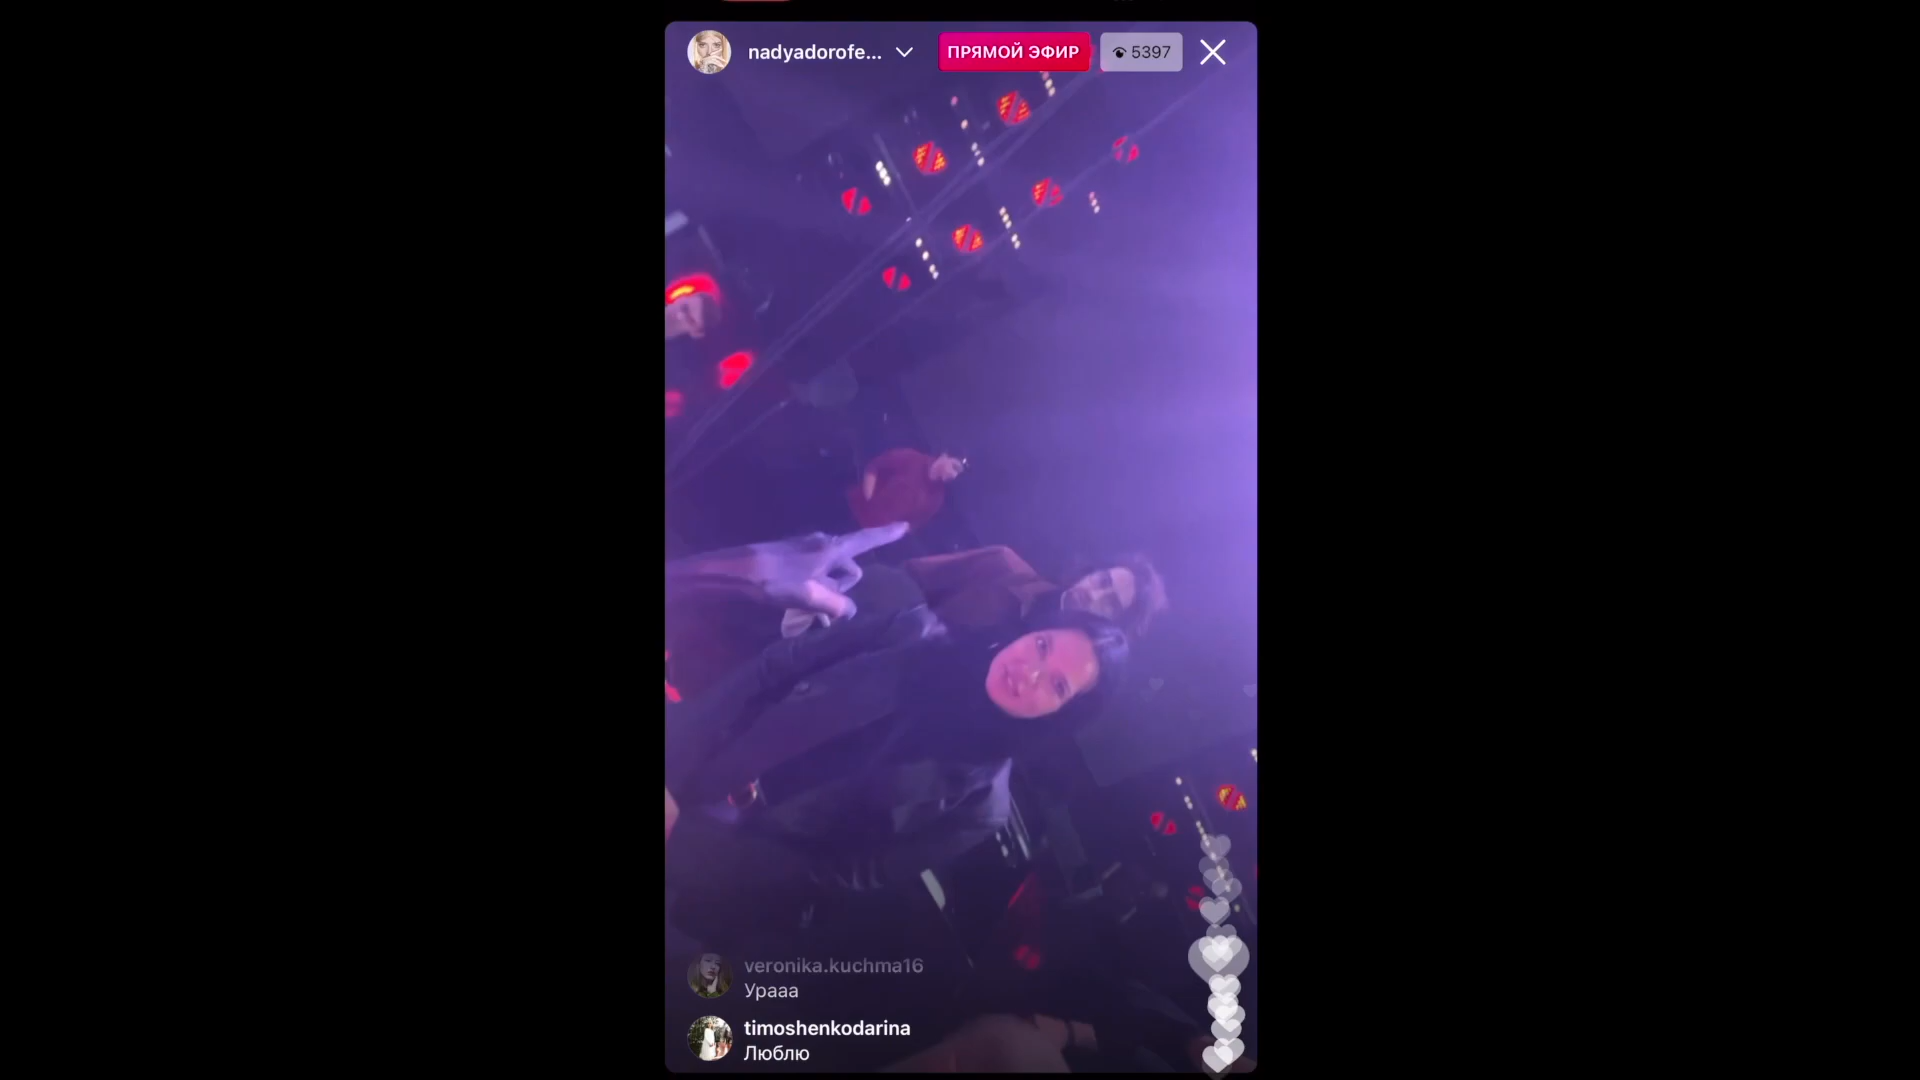 nadyadorofe...
ПРЯМОЙ ЭФИР
5397
veronika.kuchma16
Урааа
timoshenkodarina
Люблю